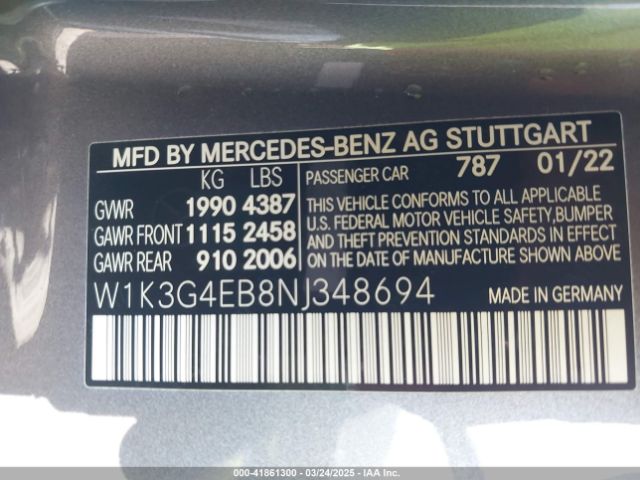 MFD BY MERCEDES-BENZ AG STUTTGART
KG LBS
GVWR 1990 4387
GAWR FRONT 1115 2458
GAWR REAR 910 2006
PASSENGER CAR 787 01/22
THIS VEHICLE CONFORMS TO ALL APPLICABLE
U.S. FEDERAL MOTOR VEHICLE SAFETY, BUMPER
AND THEFT PREVENTION STANDARDS IN EFFECT
ON THE DATE OF MANUFACTURE SHOWN ABOVE
W1K3G4EB8NJ348694
MADE IN GERMANY
000-41861300 - 03/24/2025 - IAA Inc.